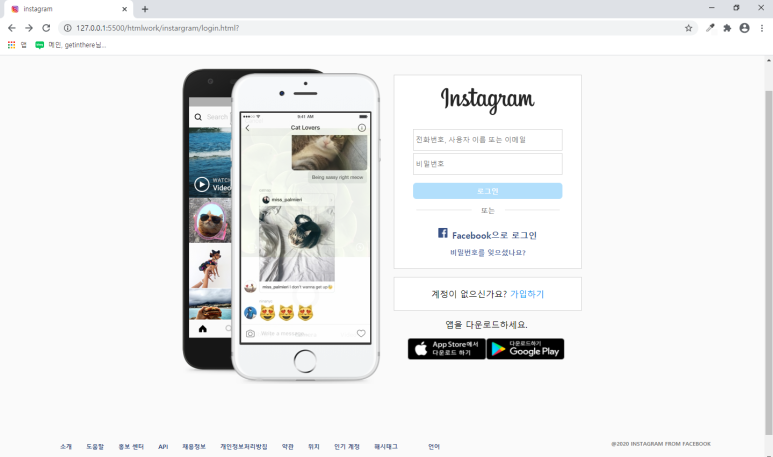 instagram
127.0.0.1:5500/htmlwork/instargram/login.html?
앱
메인, getinthere님...
Search
WATCH
Video
9:41 AM
Cat Lovers
Being sassy right meow
miss_palmieri
miss_palmieri I don't wanna get up
Write a message...
Instagram
전화번호, 사용자 이름 또는 이메일
비밀번호
로그인
또는
Facebook으로 로그인
비밀번호를 잊으셨나요?
계정이 없으신가요? 가입하기
앱을 다운로드하세요.
App Store에서
다운로드 하기
다운로드하기
Google Play
소개 도움말 홍보 센터 API 채용정보 개인정보처리방침 약관 위치 인기 계정 해시태그 언어
@2020 INSTAGRAM FROM FACEBOOK